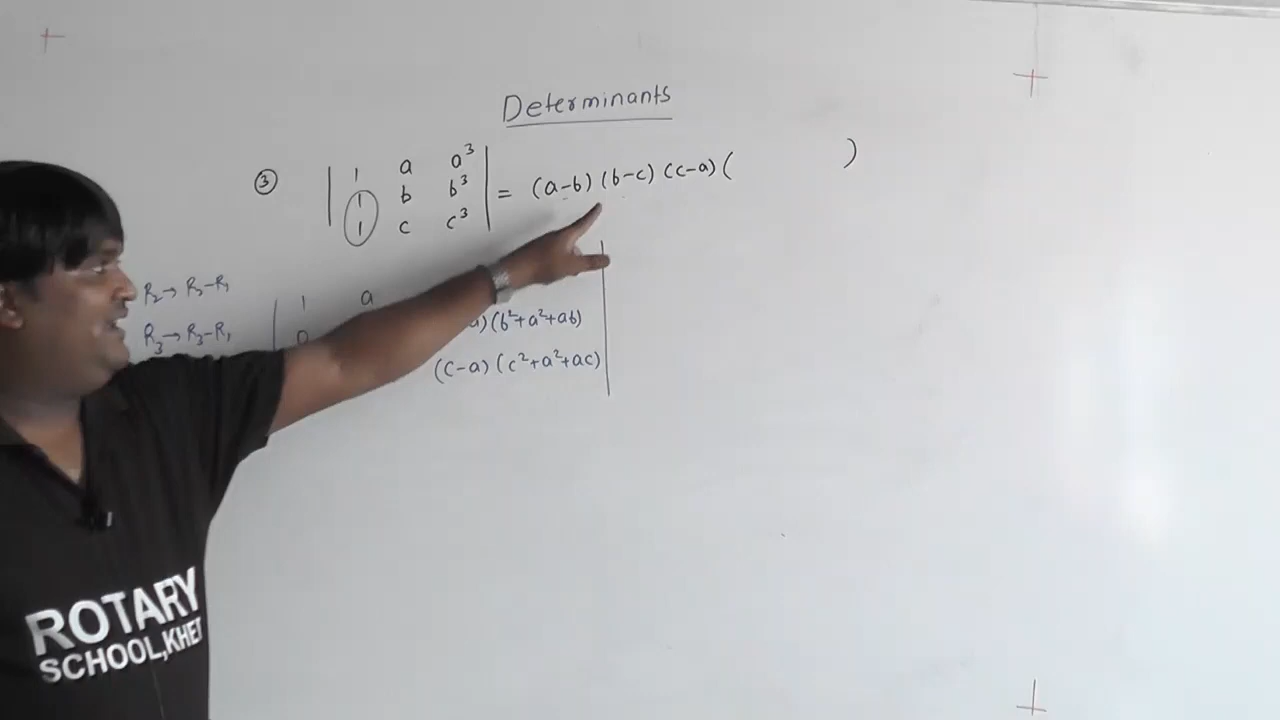 Determinants
③ | 1 a a³ | = (a-b) (b-c) (c-a) ( )
1 b b³
1 c c³
R₂→ R₂-R₁ | 1 a |
R₃→ R₃-R₁ 0 a) (b²+a²+ab)
(c-a) (c²+a²+ac)
ROTARY
SCHOOL, KHET